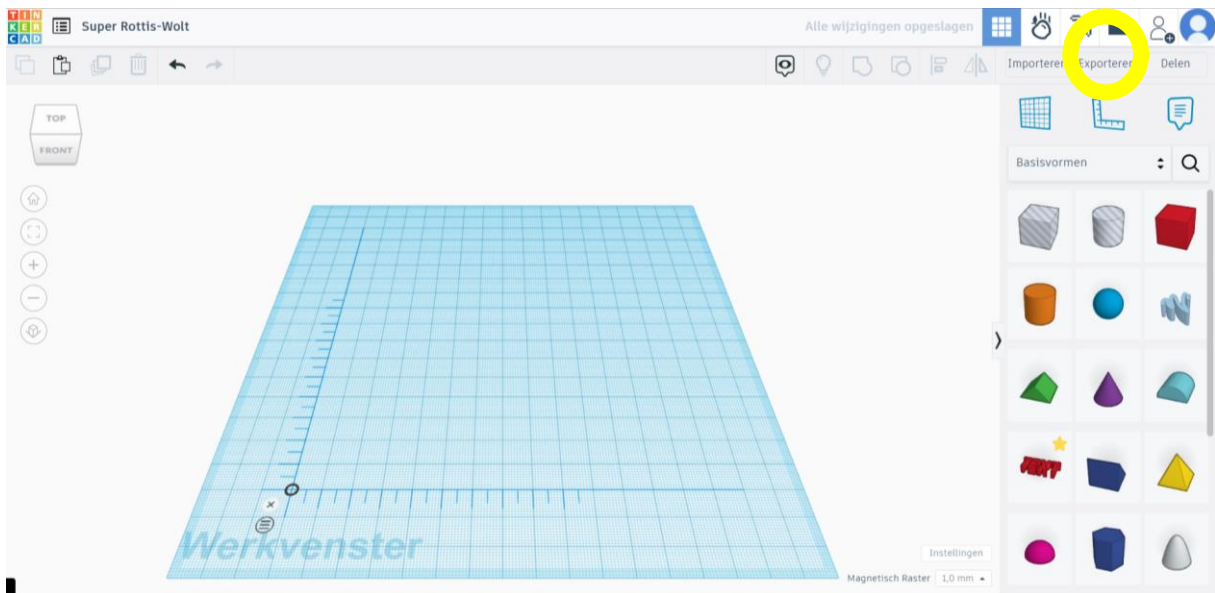 TIN
KER
CAD
Super Rottis-Wolt
Alle wijzigingen opgeslagen
Importeren Exporteren Delen
TOP
FRONT
Basisvormen
TEXT
Werkvenster
Instellingen
Magnetisch Raster 1,0 mm